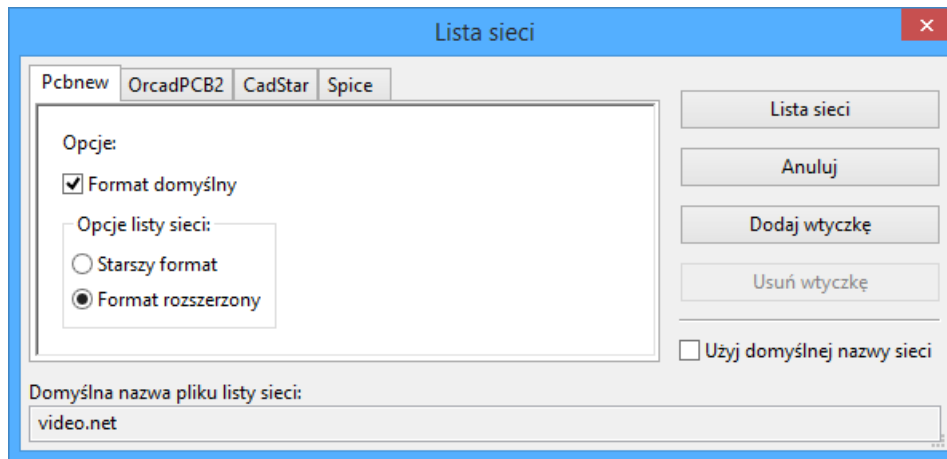 Lista sieci
Pcbnew OrcadPCB2 CadStar Spice
Opcje:
Format domyślny
Opcje listy sieci:
Starszy format
Format rozszerzony
Lista sieci
Anuluj
Dodaj wtyczkę
Usuń wtyczkę
Użyj domyślnej nazwy sieci
Domyślna nazwa pliku listy sieci:
video.net